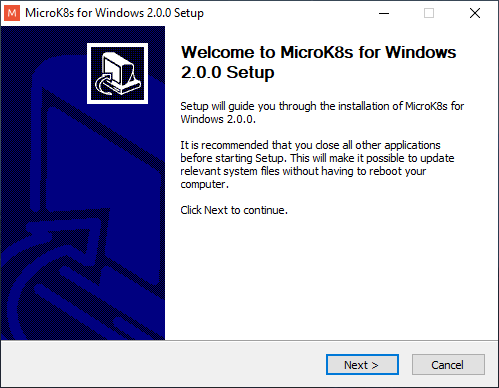 M MicroK8s for Windows 2.0.0 Setup
Welcome to MicroK8s for Windows
2.0.0 Setup
Setup will guide you through the installation of MicroK8s for
Windows 2.0.0.
It is recommended that you close all other applications
before starting Setup. This will make it possible to update
relevant system files without having to reboot your
computer.
Click Next to continue.
Next >
Cancel